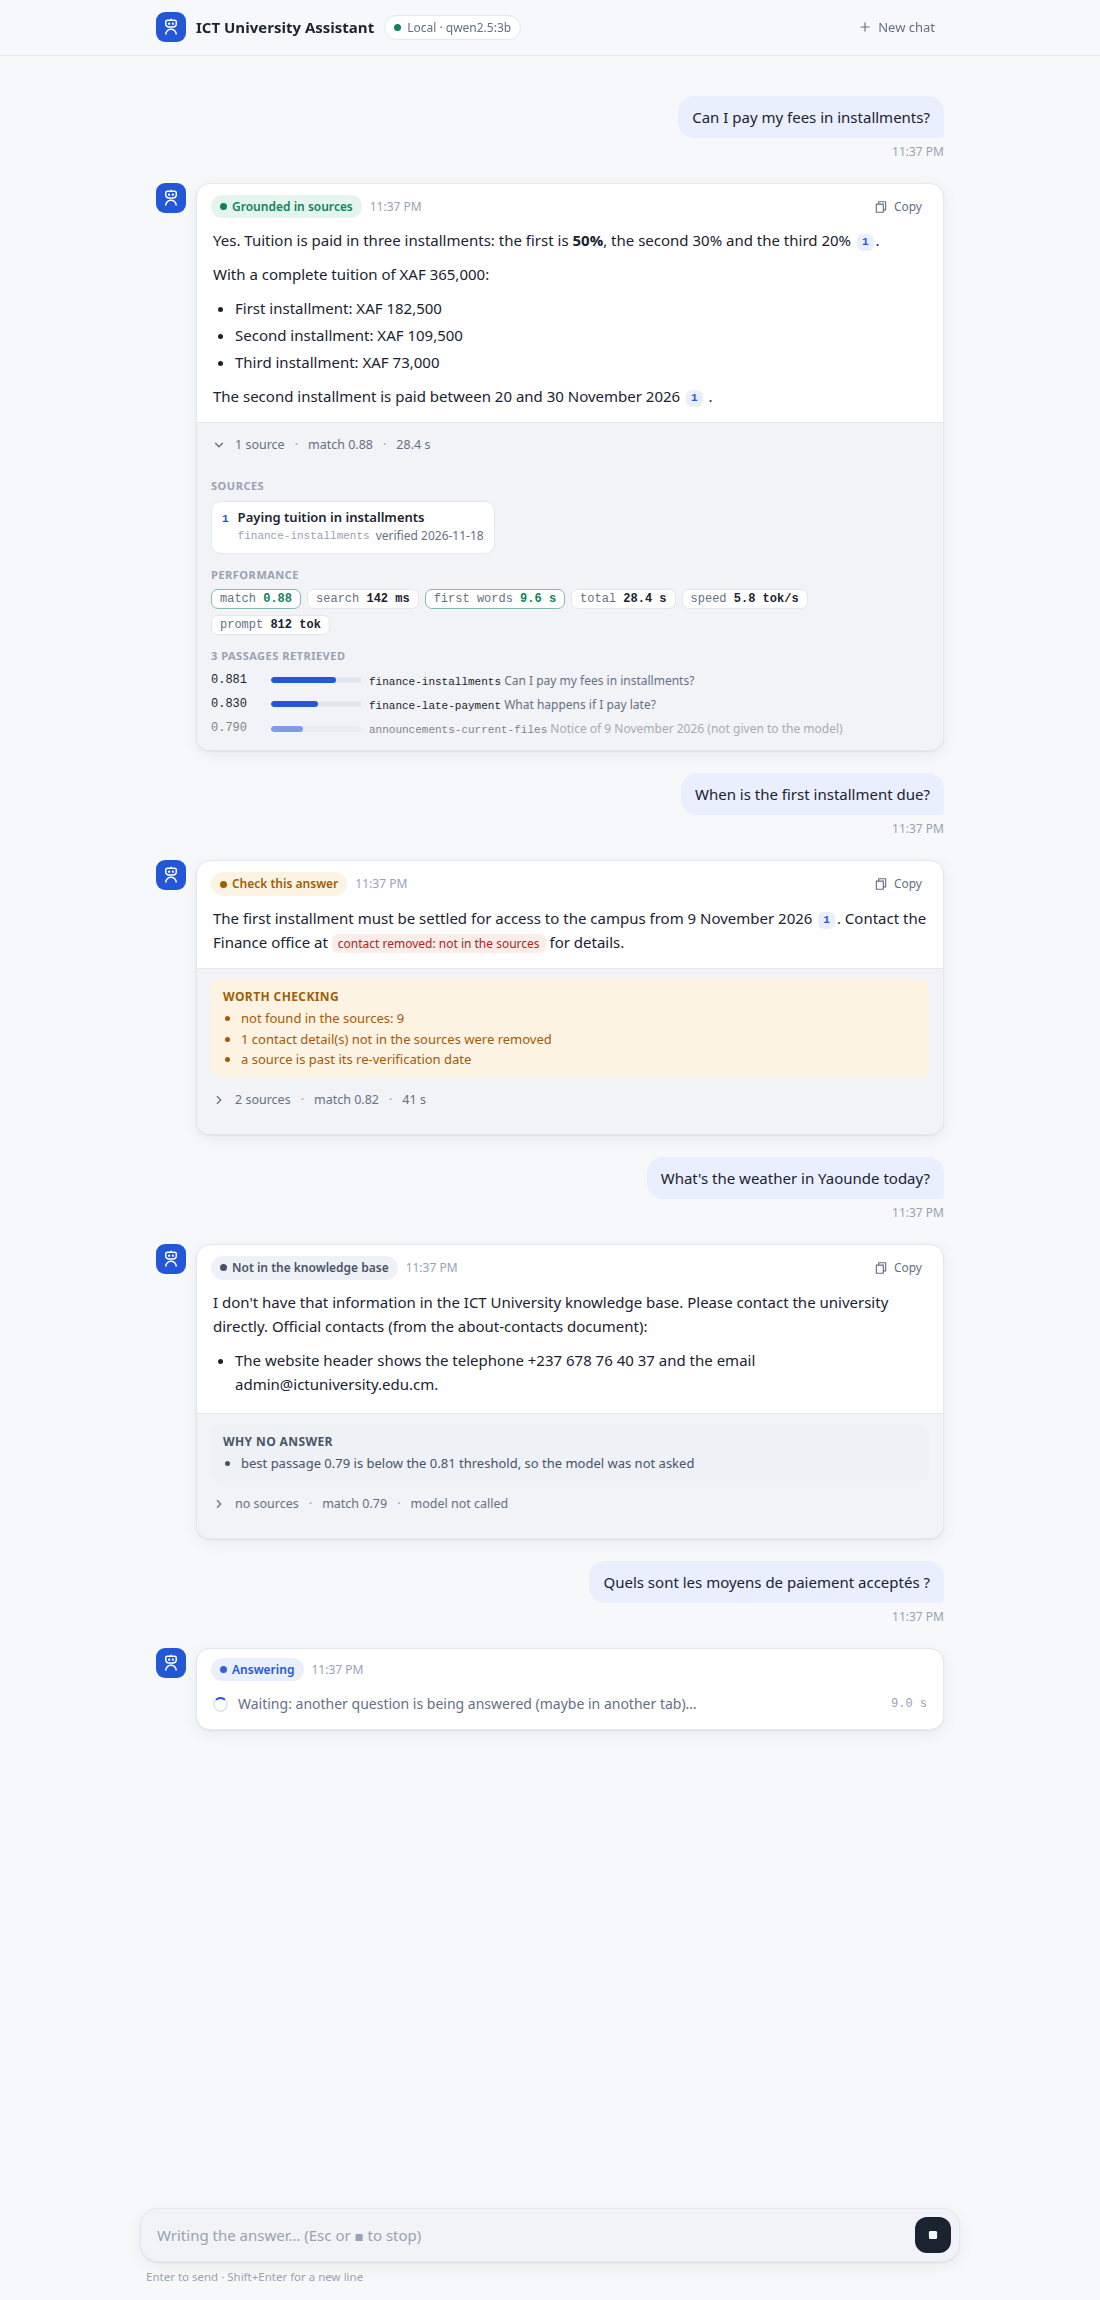 ICT University Assistant
Local · qwen2.5:3b
+ New chat
Can I pay my fees in installments?
11:37 PM
Grounded in sources
11:37 PM
Copy
Yes. Tuition is paid in three installments: the first is 50%, the second 30% and the third 20% 1.
With a complete tuition of XAF 365,000:
• First installment: XAF 182,500
• Second installment: XAF 109,500
• Third installment: XAF 73,000
The second installment is paid between 20 and 30 November 2026 1 .
1 source · match 0.88 · 28.4 s
SOURCES
1 Paying tuition in installments
finance-installments verified 2026-11-18
PERFORMANCE
match 0.88 search 142 ms first words 9.6 s total 28.4 s speed 5.8 tok/s
prompt 812 tok
3 PASSAGES RETRIEVED
0.881 finance-installments Can I pay my fees in installments?
0.830 finance-late-payment What happens if I pay late?
0.790 announcements-current-files Notice of 9 November 2026 (not given to the model)
When is the first installment due?
11:37 PM
Check this answer
11:37 PM
Copy
The first installment must be settled for access to the campus from 9 November 2026 1. Contact the
Finance office at contact removed: not in the sources for details.
WORTH CHECKING
• not found in the sources: 9
• 1 contact detail(s) not in the sources were removed
• a source is past its re-verification date
2 sources · match 0.82 · 41 s
What's the weather in Yaounde today?
11:37 PM
Not in the knowledge base
11:37 PM
Copy
I don't have that information in the ICT University knowledge base. Please contact the university
directly. Official contacts (from the about-contacts document):
• The website header shows the telephone +237 678 76 40 37 and the email
admin@ictuniversity.edu.cm.
WHY NO ANSWER
• best passage 0.79 is below the 0.81 threshold, so the model was not asked
no sources · match 0.79 · model not called
Quels sont les moyens de paiement acceptés ?
11:37 PM
Answering
11:37 PM
Waiting: another question is being answered (maybe in another tab)...
9.0 s
Writing the answer... (Esc or ■ to stop)
Enter to send · Shift+Enter for a new line